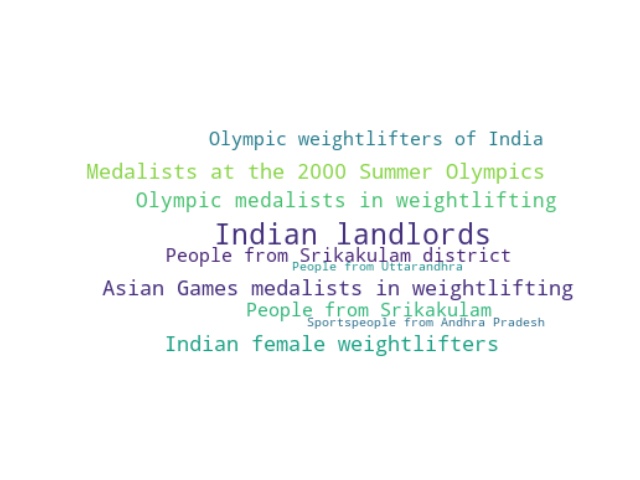 Olympic weightlifters of India
Medalists at the 2000 Summer Olympics
Olympic medalists in weightlifting
Indian landlords
People from Srikakulam district
People from Uttarandhra
Asian Games medalists in weightlifting
People from Srikakulam
Sportspeople from Andhra Pradesh
Indian female weightlifters